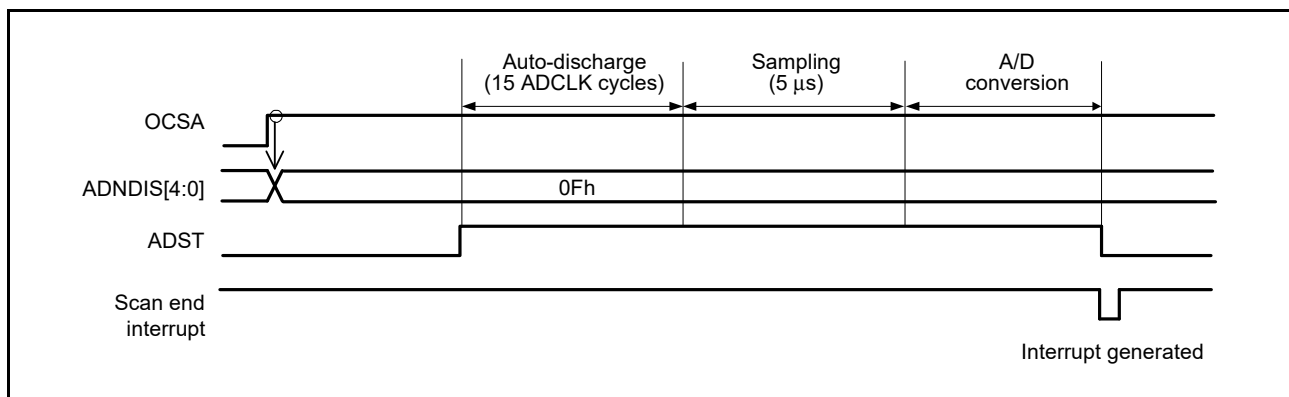 Auto-discharge
(15 ADCLK cycles)
Sampling
(5 μs)
A/D
conversion
OCSA
ADNDIS[4:0]
0Fh
ADST
Scan end
interrupt
Interrupt generated